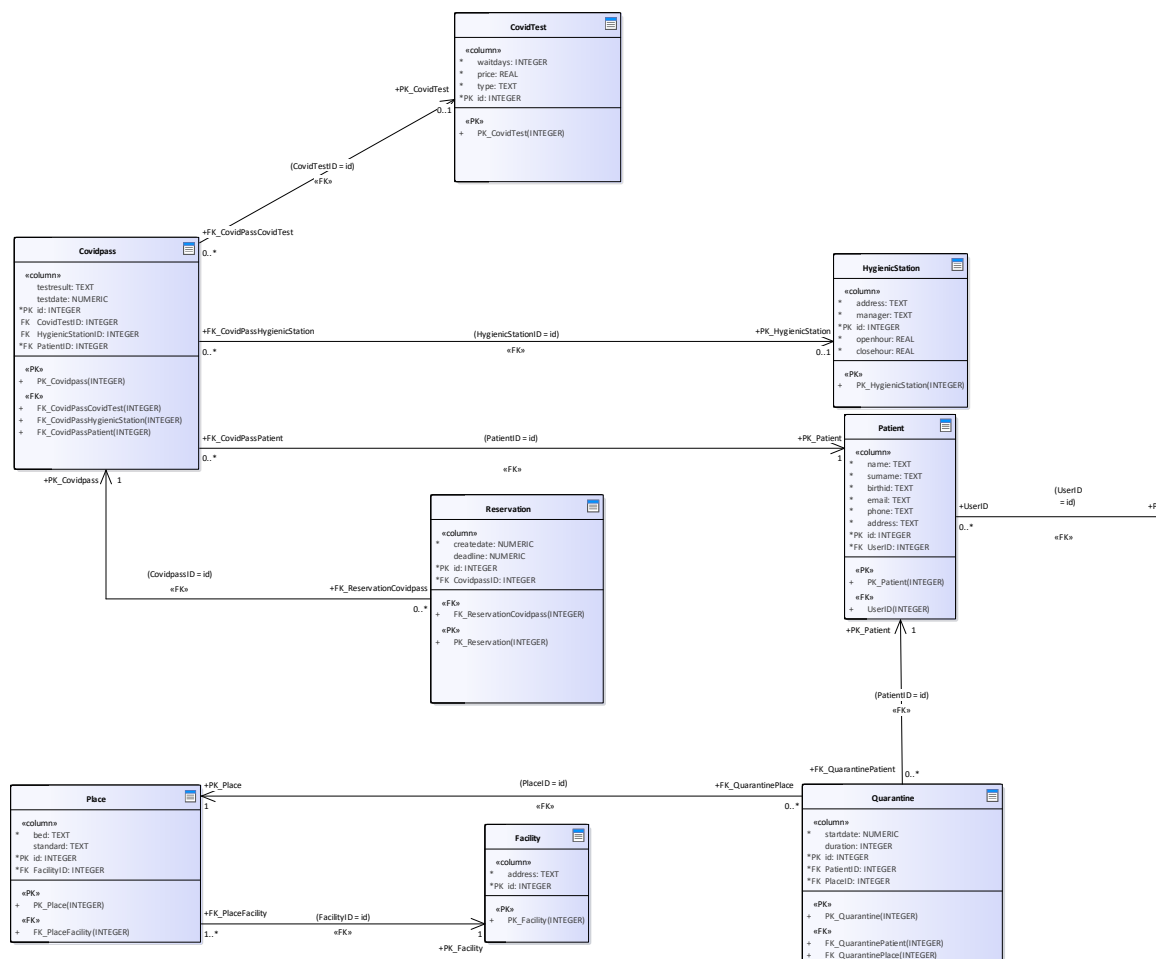 CovidTest
«column»
* waitdays: INTEGER
* price: REAL
* type: TEXT
*PK id: INTEGER
«PK»
+ PK_CovidTest(INTEGER)
+PK_CovidTest
0..1
(CovidTestID = id)
«FK»
+FK_CovidPassCovidTest
0..*
Covidpass
«column»
testresult: TEXT
testdate: NUMERIC
*PK id: INTEGER
FK CovidTestID: INTEGER
FK HygienicStationID: INTEGER
*FK PatientID: INTEGER
«PK»
+ PK_Covidpass(INTEGER)
«FK»
+ FK_CovidPassCovidTest(INTEGER)
+ FK_CovidPassHygienicStation(INTEGER)
+ FK_CovidPassPatient(INTEGER)
+FK_CovidPassHygienicStation
0..*
(HygienicStationID = id)
«FK»
+PK_HygienicStation
0..1
HygienicStation
«column»
* address: TEXT
* manager: TEXT
*PK id: INTEGER
* openhour: REAL
* closehour: REAL
«PK»
+ PK_HygienicStation(INTEGER)
+FK_CovidPassPatient
0..*
(PatientID = id)
«FK»
+PK_Patient
1
Patient
«column»
* name: TEXT
* surname: TEXT
* birthid: TEXT
* email: TEXT
* phone: TEXT
* address: TEXT
*PK id: INTEGER
*FK UserID: INTEGER
«PK»
+ PK_Patient(INTEGER)
«FK»
+ UserID(INTEGER)
+UserID
0..*
(UserID
= id)
«FK»
+PK_Covidpass
1
(CovidpassID = id)
«FK»
+FK_ReservationCovidpass
0..*
Reservation
«column»
* createdate: NUMERIC
deadline: NUMERIC
*PK id: INTEGER
*FK CovidpassID: INTEGER
«FK»
+ FK_ReservationCovidpass(INTEGER)
«PK»
+ PK_Reservation(INTEGER)
+PK_Patient
1
(PatientID = id)
«FK»
+FK_QuarantinePatient
0..*
+PK_Place
1
(PlaceID = id)
«FK»
+FK_QuarantinePlace
0..*
Place
«column»
* bed: TEXT
standard: TEXT
*PK id: INTEGER
*FK FacilityID: INTEGER
«PK»
+ PK_Place(INTEGER)
«FK»
+ FK_PlaceFacility(INTEGER)
+FK_PlaceFacility
1..*
(FacilityID = id)
«FK»
1
+PK_Facility
Facility
«column»
* address: TEXT
*PK id: INTEGER
«PK»
+ PK_Facility(INTEGER)
Quarantine
«column»
* startdate: NUMERIC
duration: INTEGER
*PK id: INTEGER
*FK PatientID: INTEGER
*FK PlaceID: INTEGER
«PK»
+ PK_Quarantine(INTEGER)
«FK»
+ FK_QuarantinePatient(INTEGER)
+ FK_QuarantinePlace(INTEGER)